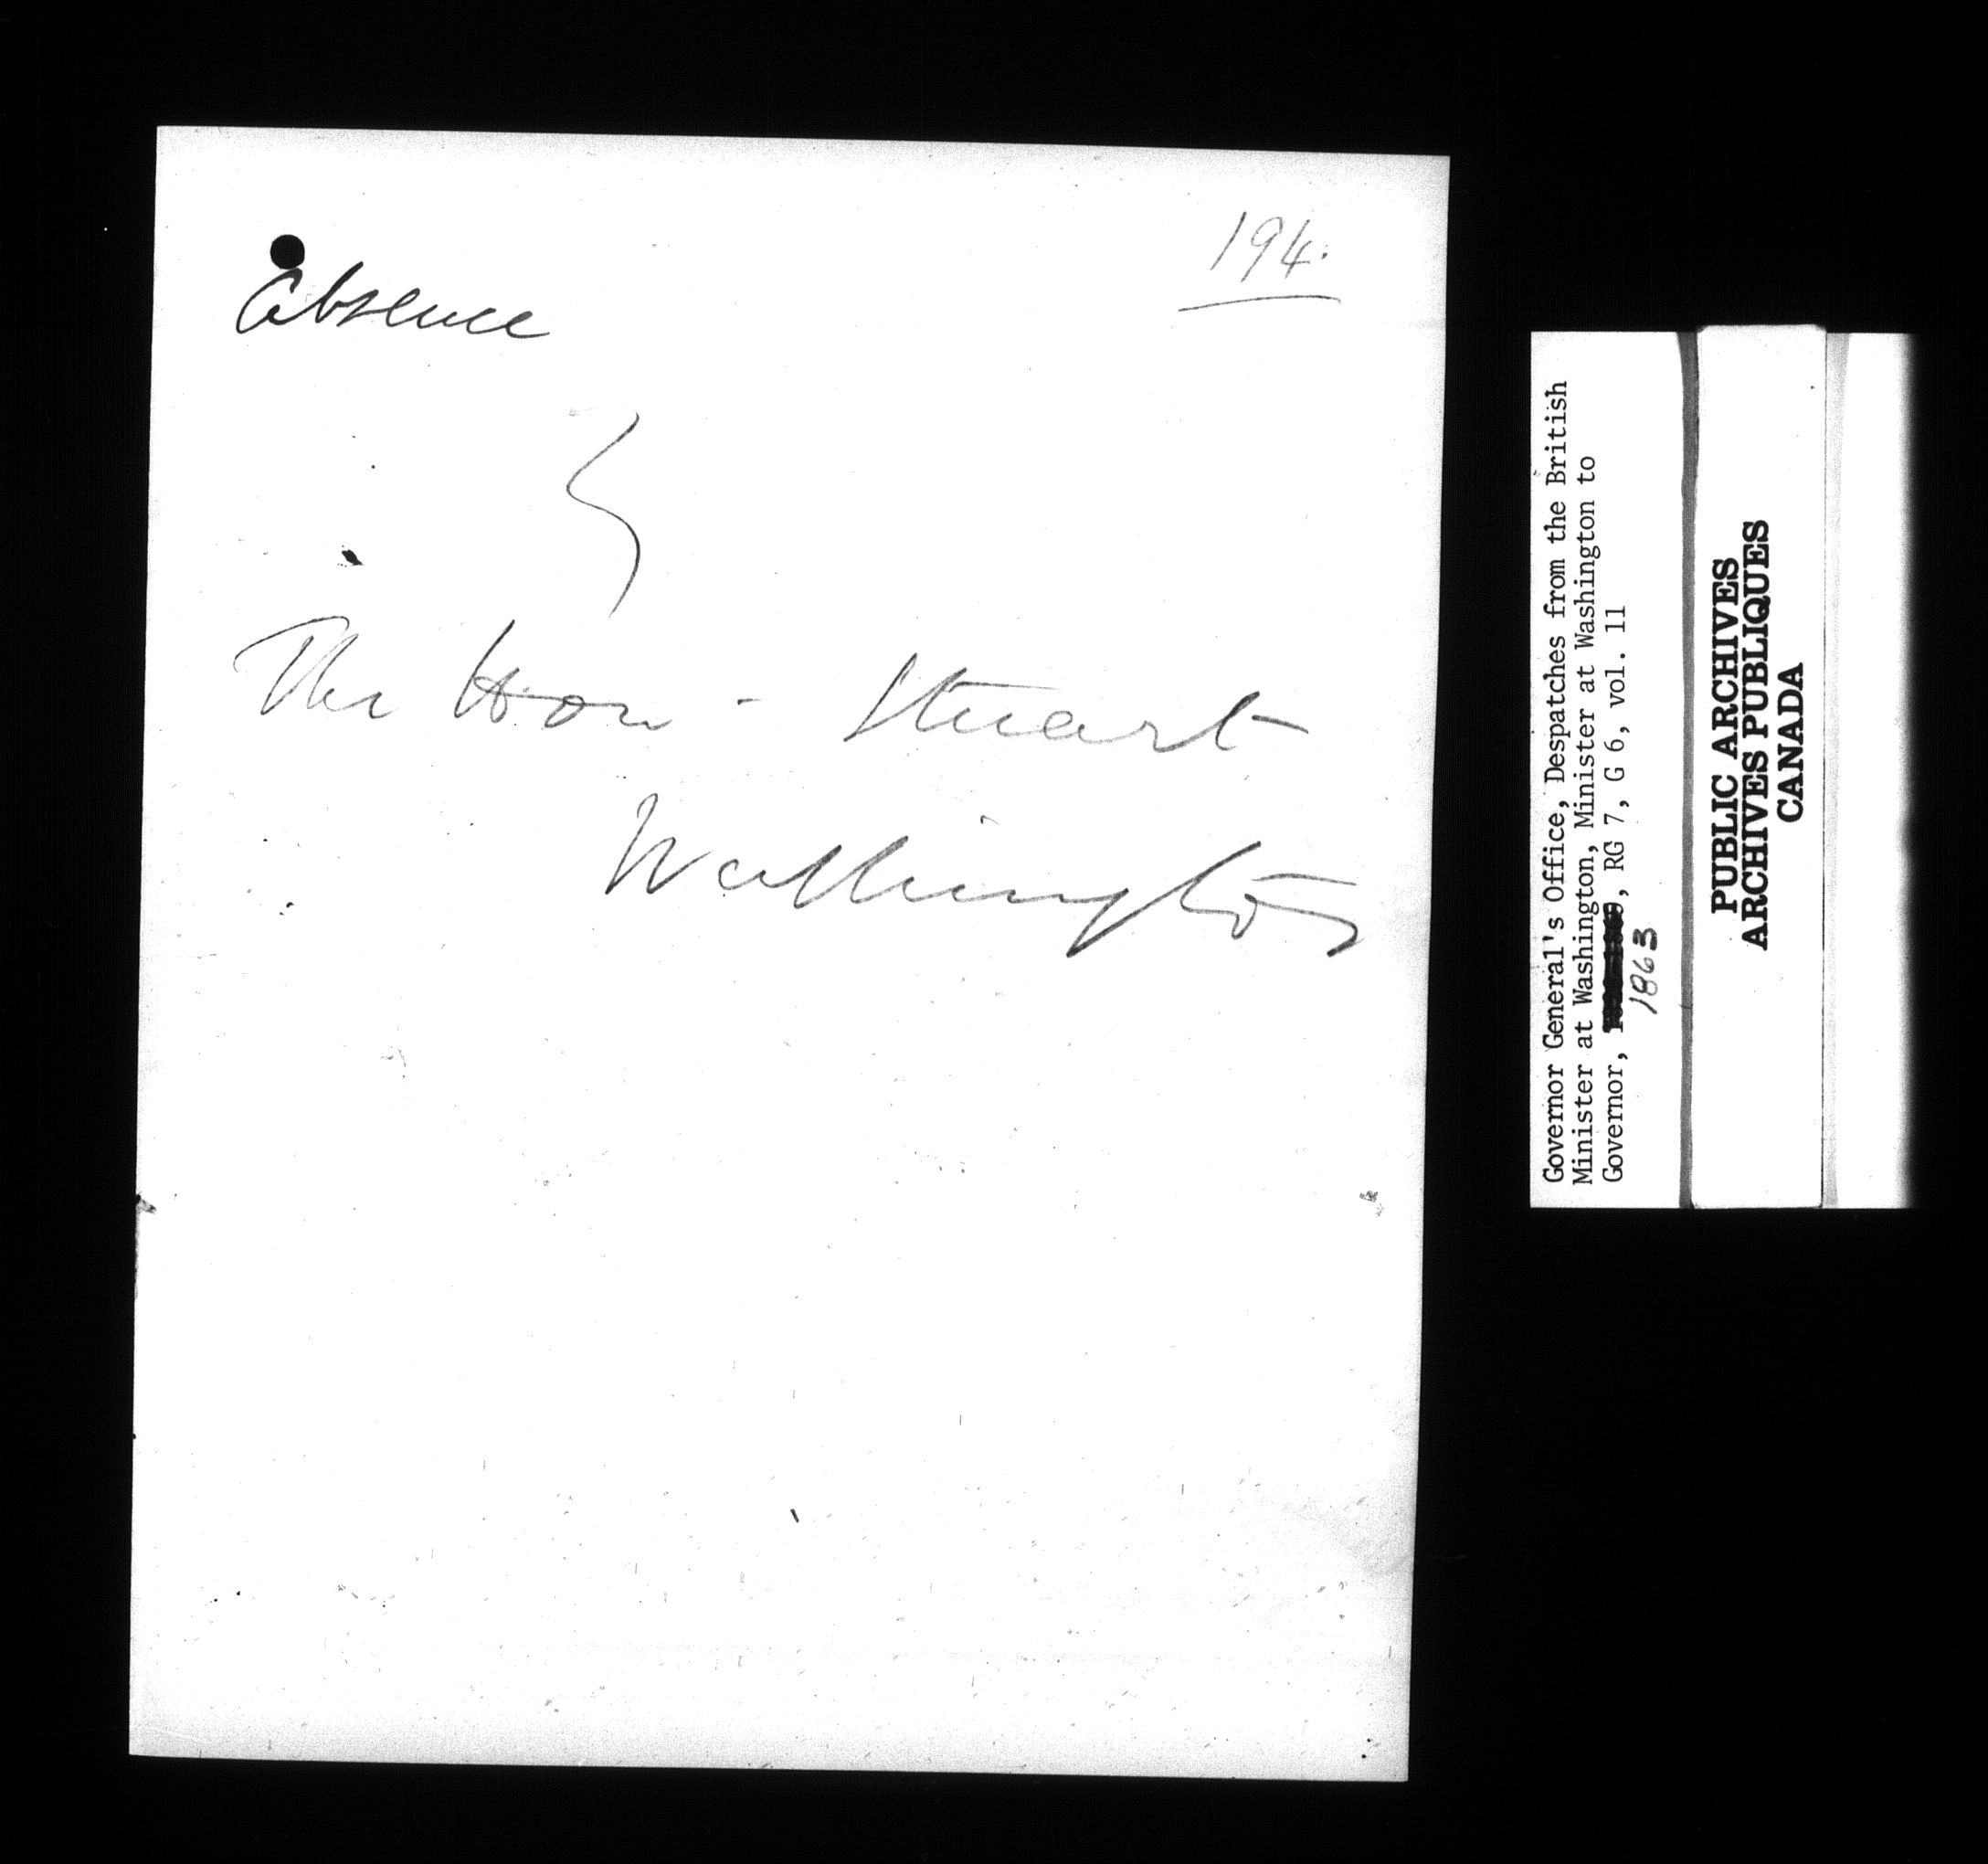 194.
Absence
The Hon - Stuart
Washington
Governor General's Office, Despatches from the British
Minister at Washington, Minister at Washington to
Governor, , RG 7, G 6, vol. 11
1863
PUBLIC ARCHIVES
ARCHIVES PUBLIQUES
CANADA